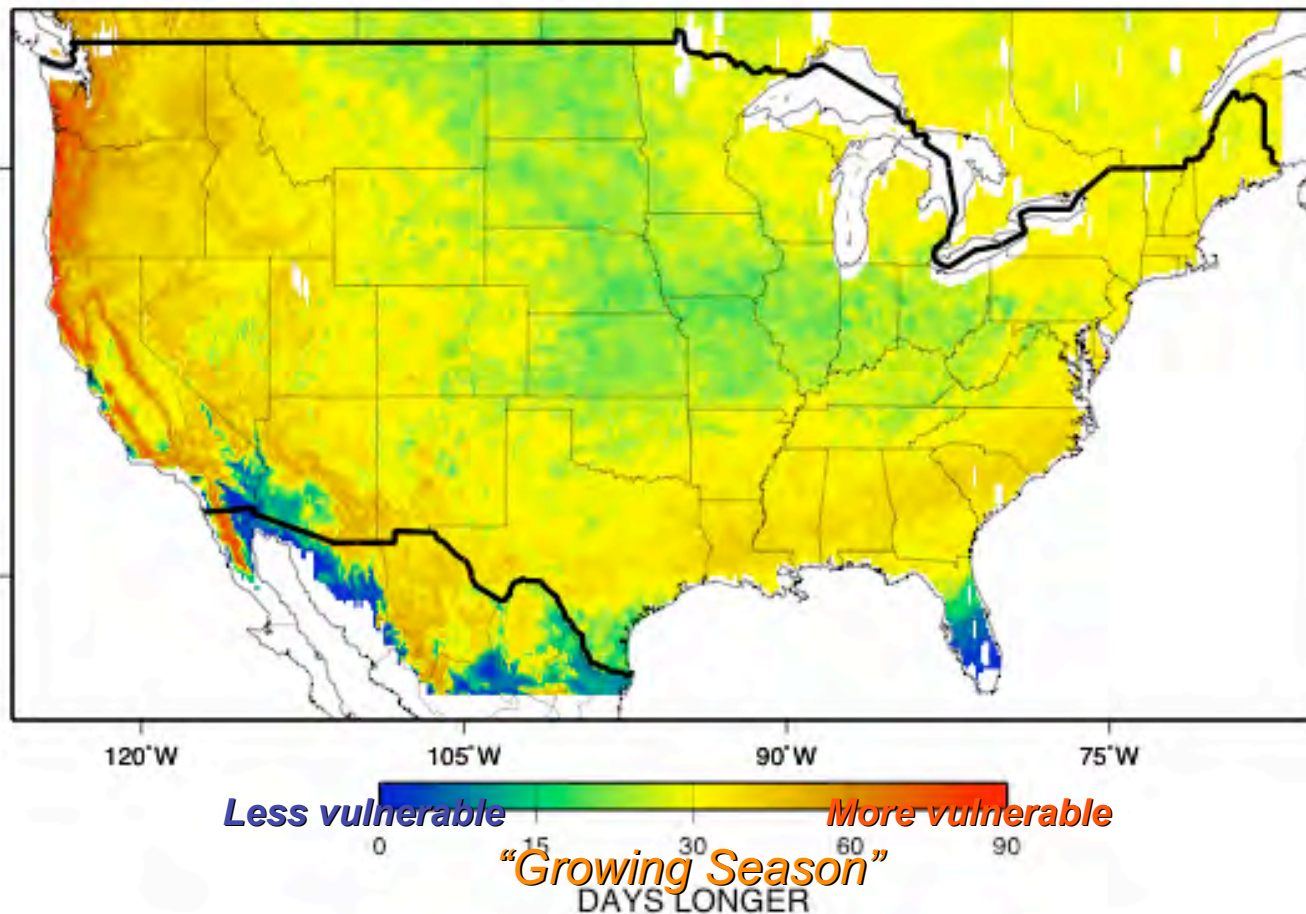 120°W 105°W 90°W 75°W
Less vulnerable More vulnerable
0 15 30 60 90
“Growing Season”
DAYS LONGER